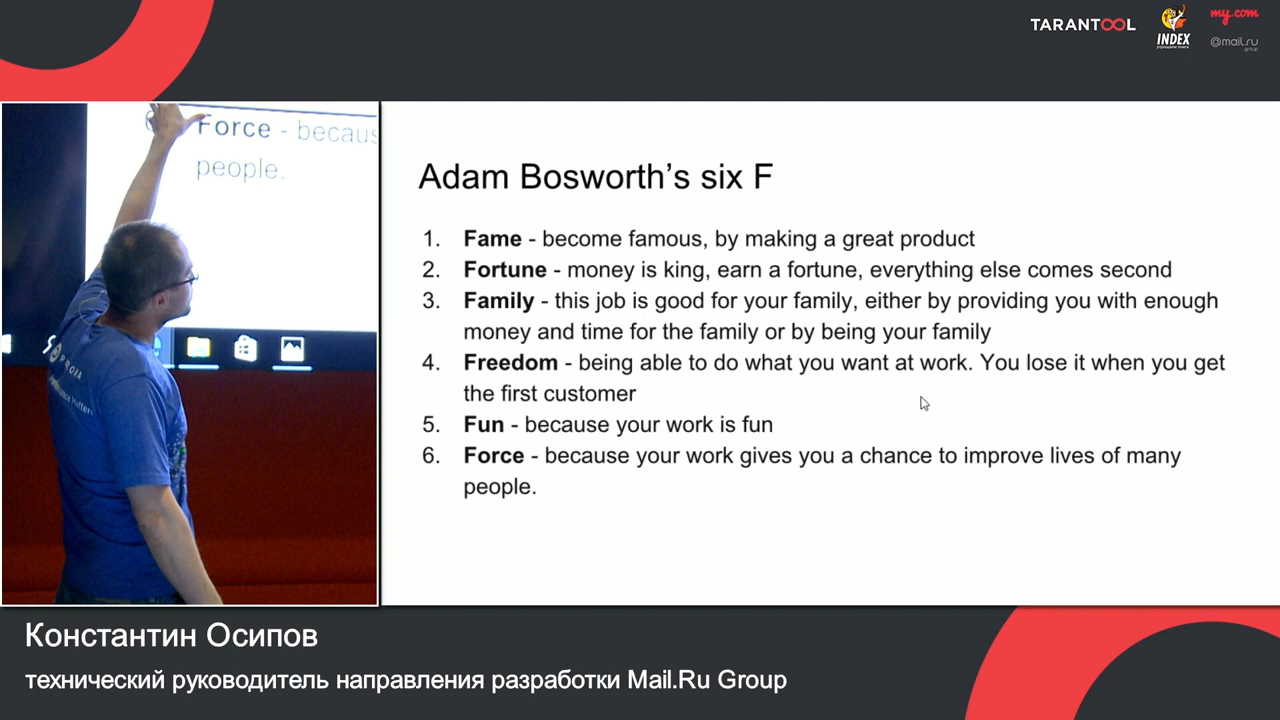 TARANTOOL
INDEX
упрощаем поиск
my.com
@mail.ru
group
Force - becaus
people.
Adam Bosworth's six F
1. Fame - become famous, by making a great product
2. Fortune - money is king, earn a fortune, everything else comes second
3. Family - this job is good for your family, either by providing you with enough
money and time for the family or by being your family
4. Freedom - being able to do what you want at work. You lose it when you get
the first customer
5. Fun - because your work is fun
6. Force - because your work gives you a chance to improve lives of many
people.
Константин Осипов
технический руководитель направления разработки Mail.Ru Group